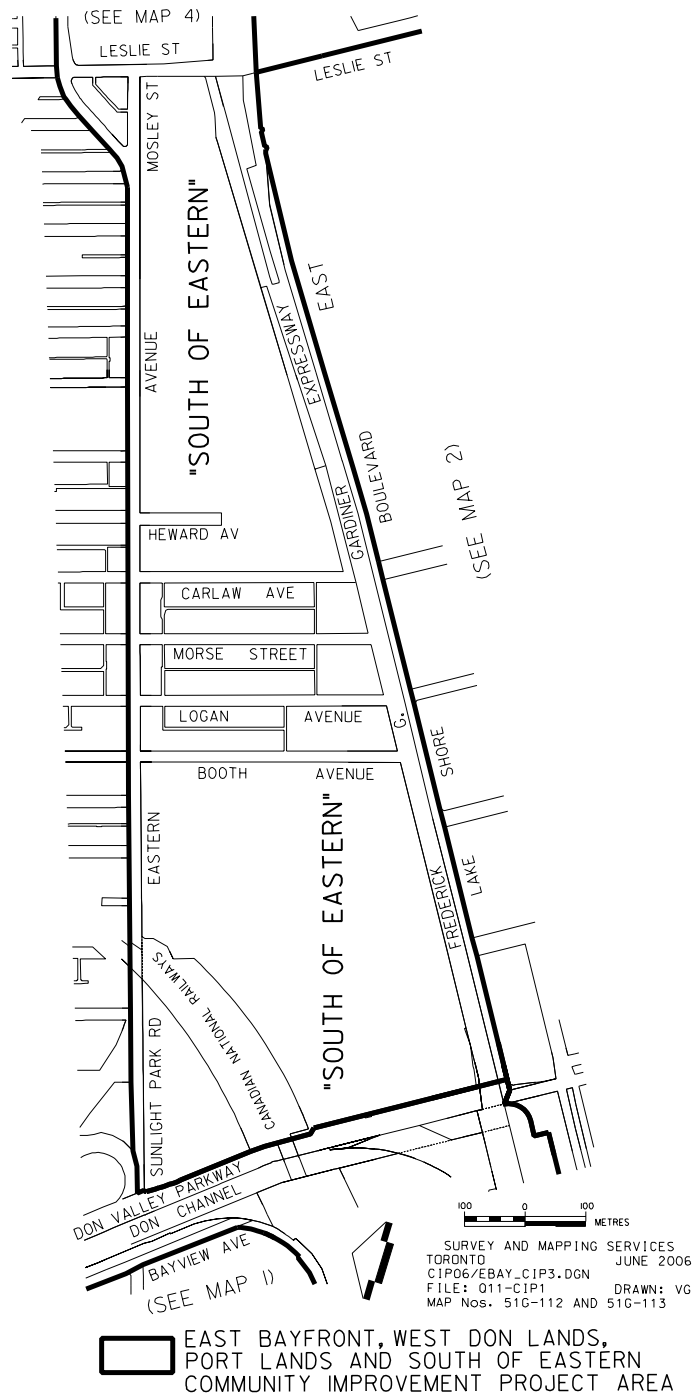 (SEE MAP 4)
LESLIE ST
LESLIE ST
MOSLEY ST
"SOUTH OF EASTERN"
EAST
EXPRESSWAY
AVENUE
BOULEVARD
(SEE MAP 2)
GARDINER
HEWARD AV
CARLAW AVE
MORSE STREET
LOGAN AVENUE
G.
SHORE
BOOTH AVENUE
"SOUTH OF EASTERN"
EASTERN
LAKE
FREDERICK
CANADIAN NATIONAL RAILWAYS
SUNLIGHT PARK RD
DON VALLEY PARKWAY
DON CHANNEL
BAYVIEW AVE
(SEE MAP 1)
100 0 100
METRES
SURVEY AND MAPPING SERVICES
TORONTO JUNE 2006
CIP06/EBAY_CIP3.DGN
FILE: Q11-CIP1 DRAWN: VG
MAP Nos. 51G-112 AND 51G-113
EAST BAYFRONT, WEST DON LANDS,
PORT LANDS AND SOUTH OF EASTERN
COMMUNITY IMPROVEMENT PROJECT AREA